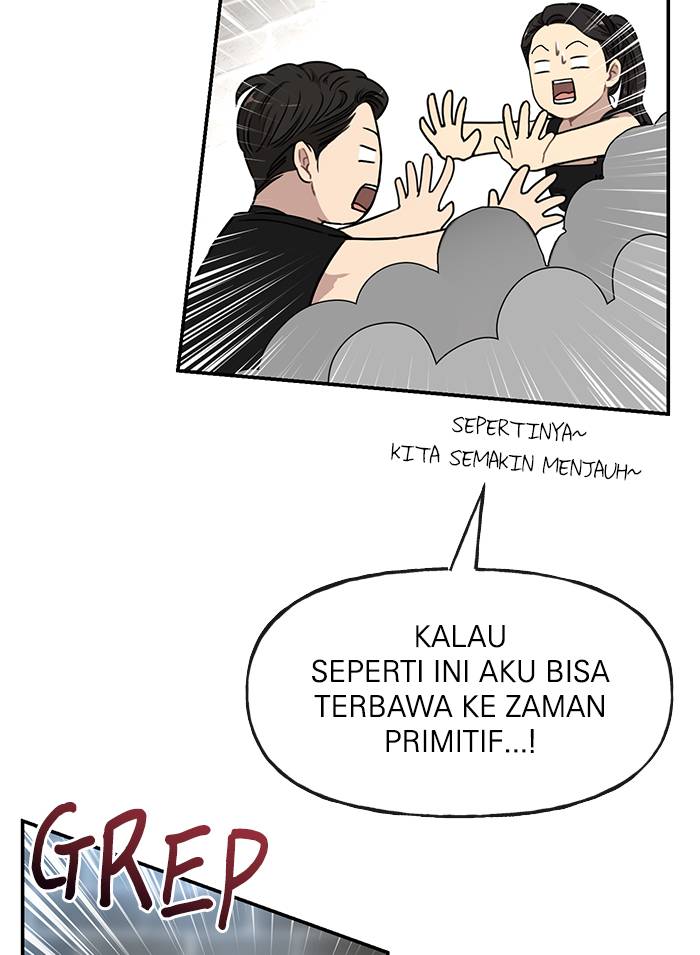 SEPERTINYA~
KITA SEMAKIN MENJAUH~
KALAU
SEPERTI INI AKU BISA
TERBAWA KE ZAMAN
PRIMITIF...!
GREP